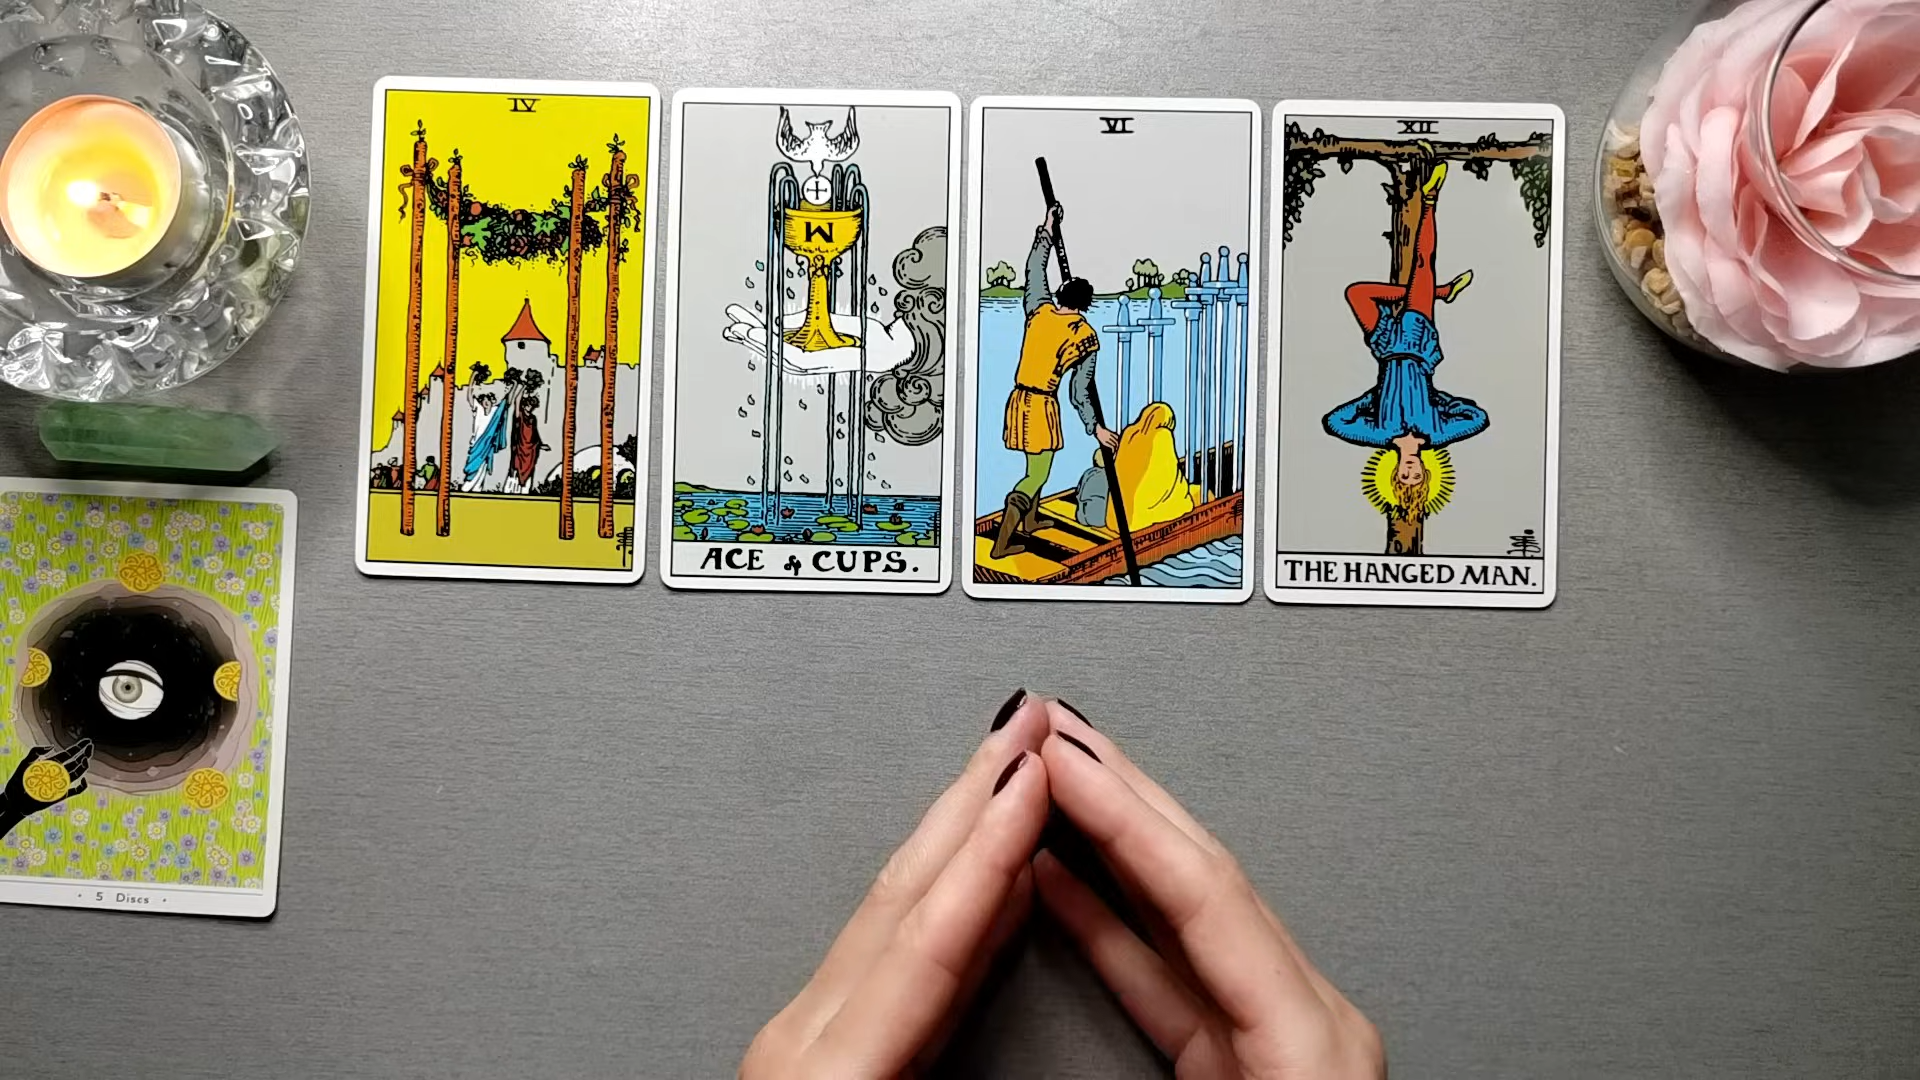 IV
W
ACE of CUPS.
VI
XII
THE HANGED MAN.
• 5 Discs •